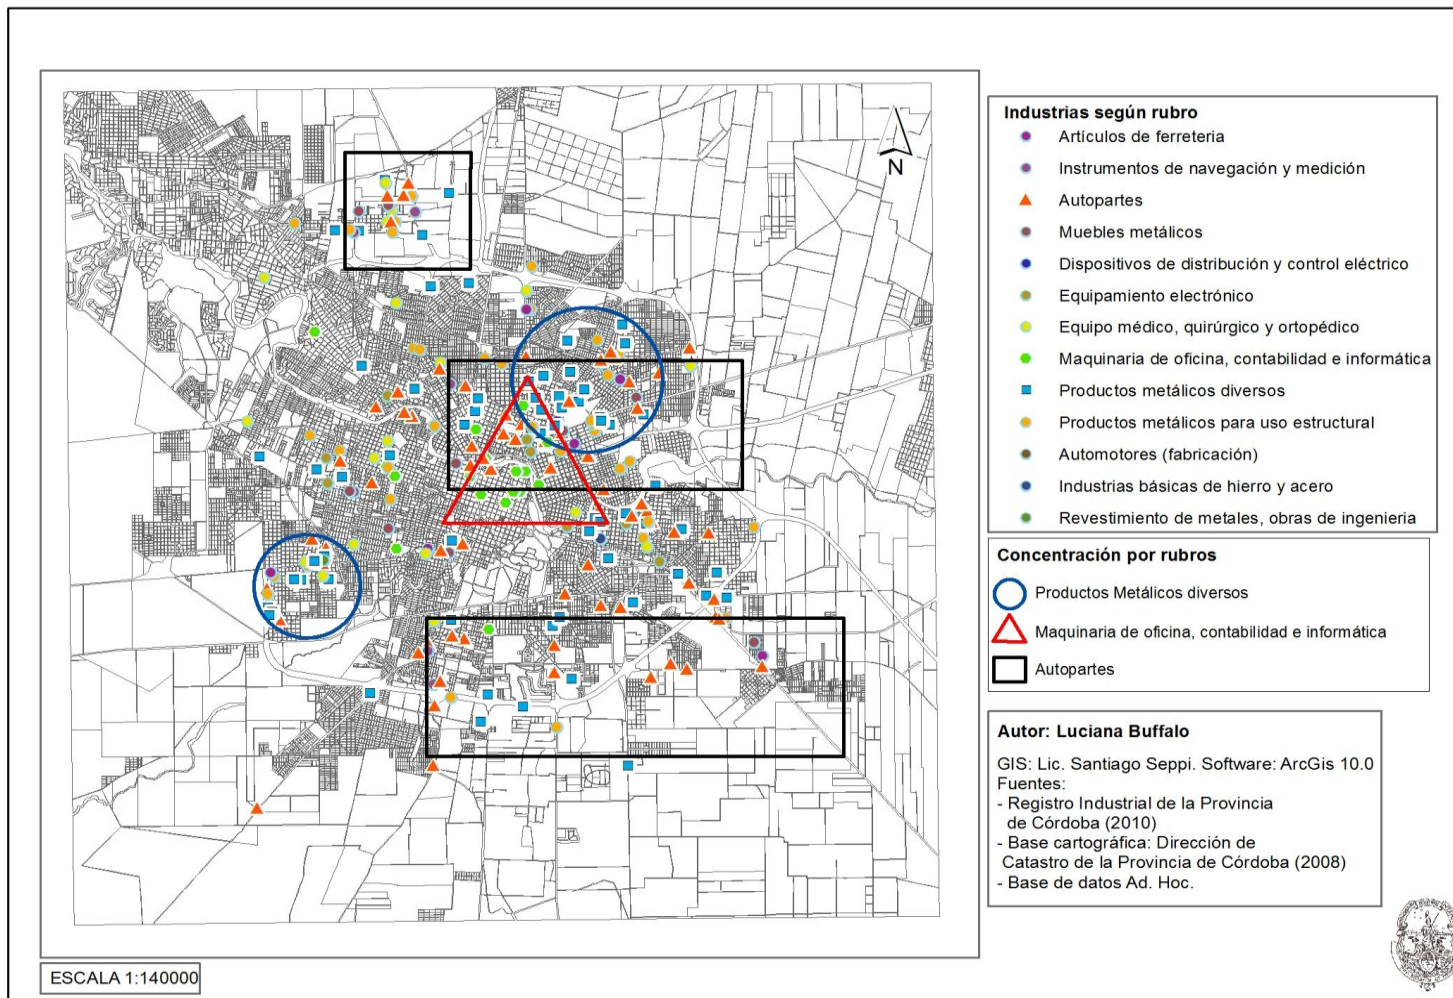 N
Industrias según rubro
Artículos de ferreteria
Instrumentos de navegación y medición
Autopartes
Muebles metálicos
Dispositivos de distribución y control eléctrico
Equipamiento electrónico
Equipo médico, quirúrgico y ortopédico
Maquinaria de oficina, contabilidad e informática
Productos metálicos diversos
Productos metálicos para uso estructural
Automotores (fabricación)
Industrias básicas de hierro y acero
Revestimiento de metales, obras de ingenieria
Concentración por rubros
Productos Metálicos diversos
Maquinaria de oficina, contabilidad e informática
Autopartes
Autor: Luciana Buffalo
GIS: Lic. Santiago Seppi. Software: ArcGis 10.0
Fuentes:
- Registro Industrial de la Provincia
de Córdoba (2010)
- Base cartográfica: Dirección de
Catastro de la Provincia de Córdoba (2008)
- Base de datos Ad. Hoc.
ESCALA 1:140000